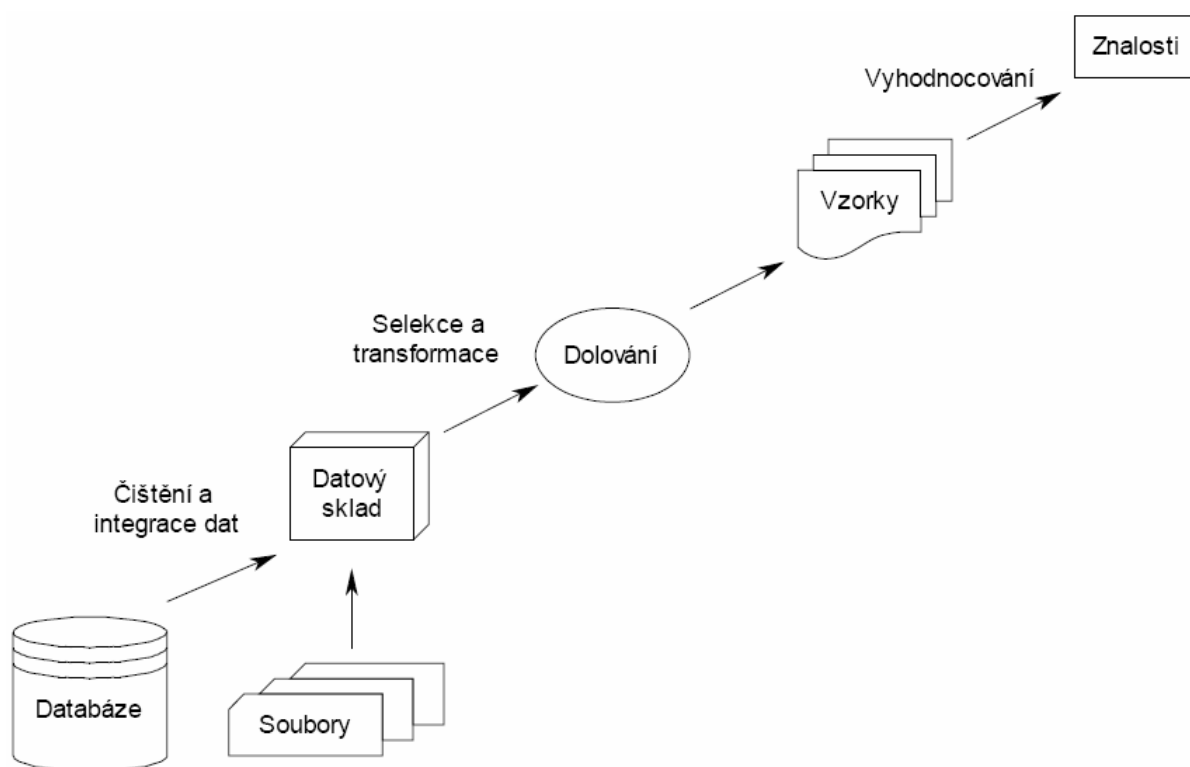 Znalosti
Vyhodnocování
Vzorky
Selekce a
transformace
Dolování
Datový
sklad
Čištění a
integrace dat
Databáze
Soubory